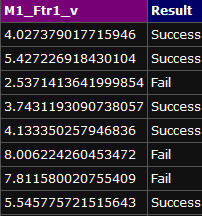 M1_Ftr1_v Result
4.027379017715946 Success
5.427226918430104 Success
2.5371413641999854 Fail
3.7431193090738057 Success
4.133350257946836 Success
8.006224260453472 Fail
7.811580020755409 Fail
5.545775721515643 Success